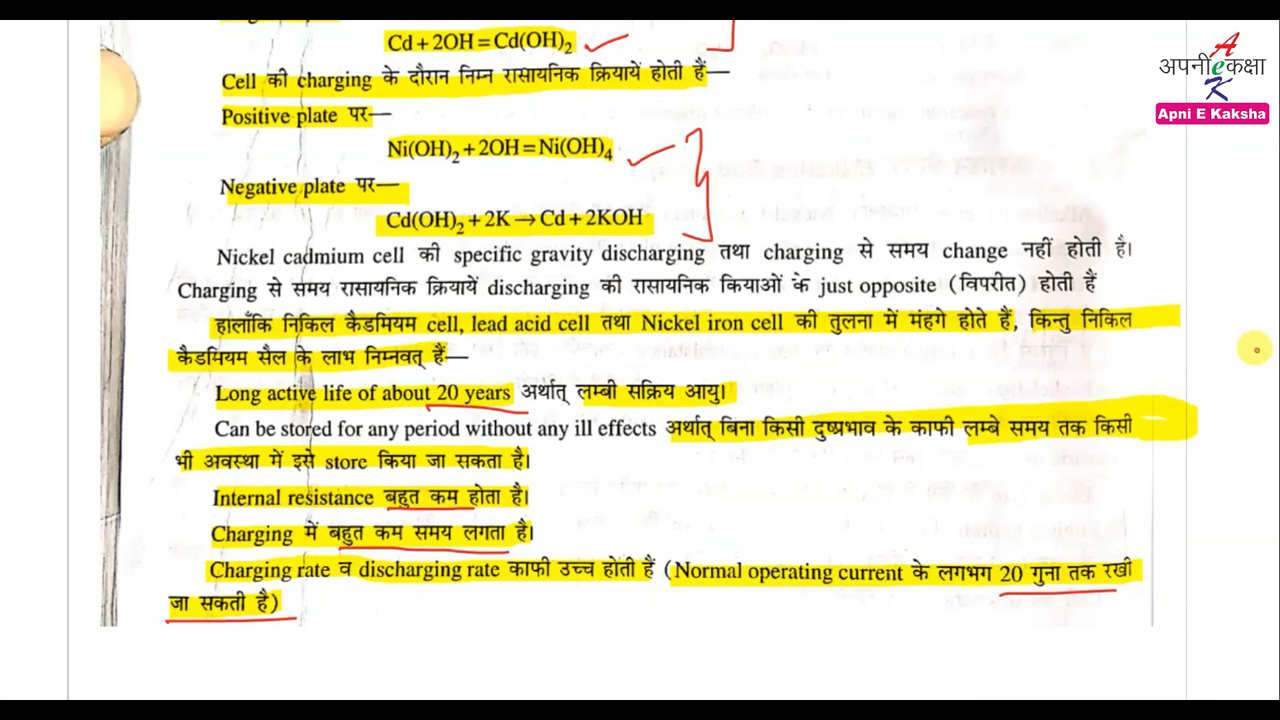 Cd + 2OH = Cd(OH)₂
Cell की charging के दौरान निम्न रासायनिक क्रियायें होती हैं—
Positive plate पर—
Ni(OH)₂ + 2OH = Ni(OH)₄
Negative plate पर—
Cd(OH)₂ + 2K → Cd + 2KOH
Nickel cadmium cell की specific gravity discharging तथा charging से समय change नहीं होती है।
Charging से समय रासायनिक क्रियायें discharging की रासायनिक कियाओं के just opposite (विपरीत) होती हैं
हालाँकि निकिल कैडमियम cell, lead acid cell तथा Nickel iron cell की तुलना में मंहगे होते हैं, किन्तु निकिल
कैडमियम सैल के लाभ निम्नवत् हैं—
Long active life of about 20 years अर्थात् लम्बी सक्रिय आयु।
Can be stored for any period without any ill effects अर्थात् बिना किसी दुष्प्रभाव के काफी लम्बे समय तक किसी
भी अवस्था में इसे store किया जा सकता है।
Internal resistance बहुत कम होता है।
Charging में बहुत कम समय लगता है।
Charging rate व discharging rate काफी उच्च होती हैं (Normal operating current के लगभग 20 गुना तक रखी
जा सकती है)
A
अपनी e कक्षा
K
Apni E Kaksha